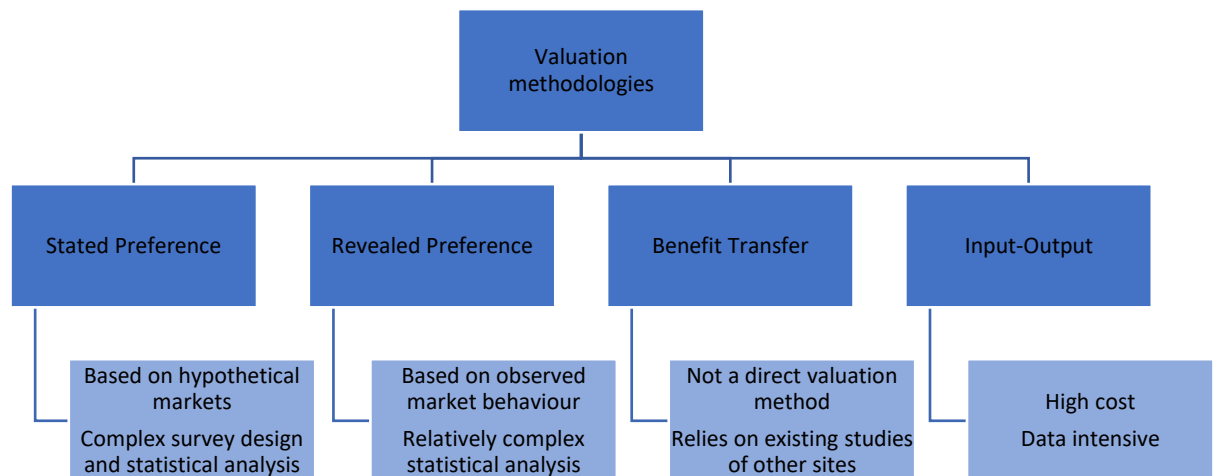 Valuation
methodologies
Stated Preference
Revealed Preference
Benefit Transfer
Input-Output
Based on hypothetical
markets
Complex survey design
and statistical analysis
Based on observed
market behaviour
Relatively complex
statistical analysis
Not a direct valuation
method
Relies on existing studies
of other sites
High cost
Data intensive